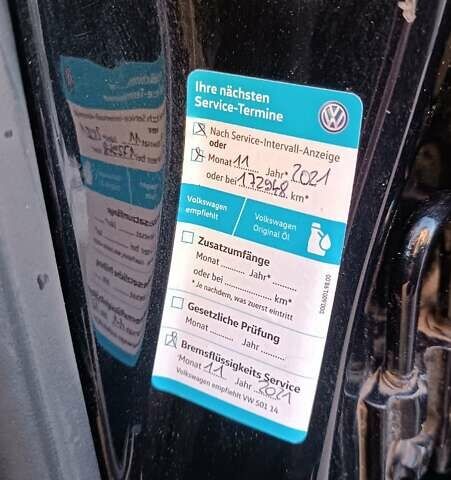 Ihre nächsten
Service-Termine
Nach Service-Intervall-Anzeige
oder
Monat 11 Jahr* 2021
oder bei 172968 km*
Volkswagen
empfiehlt
Volkswagen
Original Öl
Zusatzumfänge
Monat .......... Jahr* ..........
oder bei .................. km*
* Je nachdem, was zuerst eintritt
Gesetzliche Prüfung
Monat .......... Jahr ..........
Bremsflüssigkeits Service
Monat 11 Jahr 2021
Volkswagen empfiehlt VW 501 14